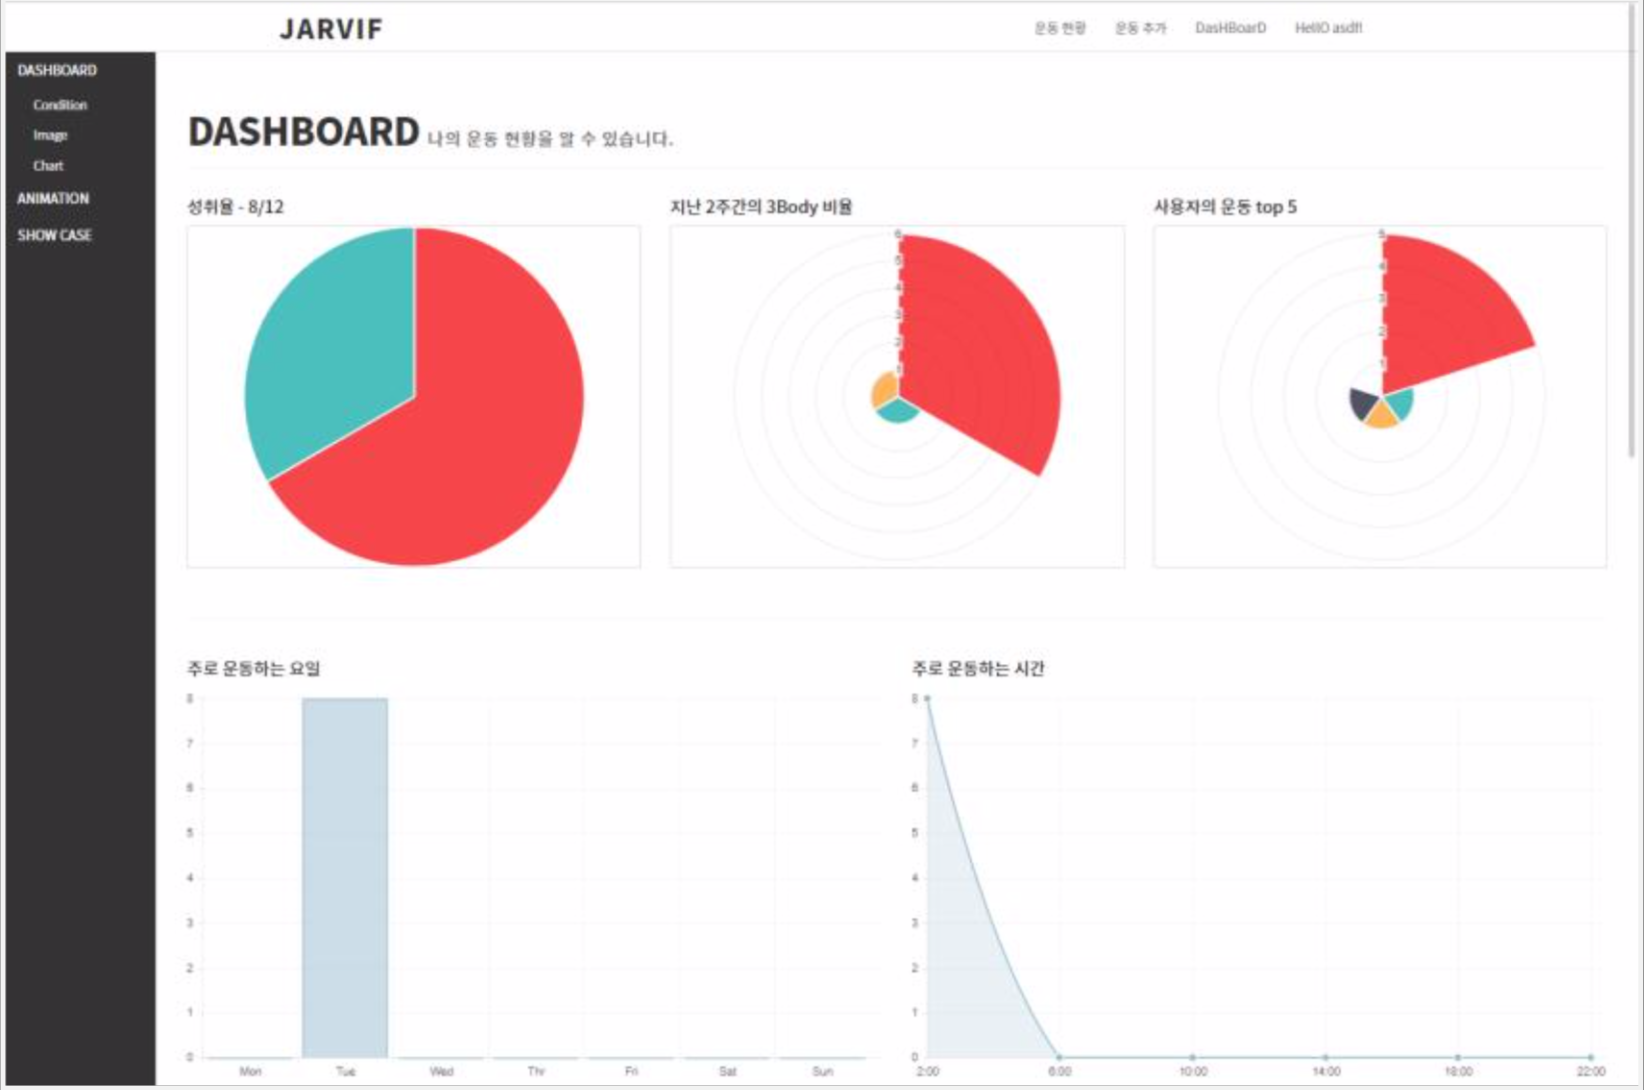 JARVIF
운동 현황 운동 추가 DasHBoarD HellO asdf!
DASHBOARD
Condition
Image
Chart
ANIMATION
SHOW CASE
DASHBOARD 나의 운동 현황을 알 수 있습니다.
성취율 - 8/12
지난 2주간의 3Body 비율
사용자의 운동 top 5
6
5
4
3
2
1
5
4
3
2
1
주로 운동하는 요일
8
7
6
5
4
3
2
1
0
Mon Tue Wed Thr Fri Sat Sun
주로 운동하는 시간
8
7
6
5
4
3
2
1
0
2:00 6:00 10:00 14:00 18:00 22:00